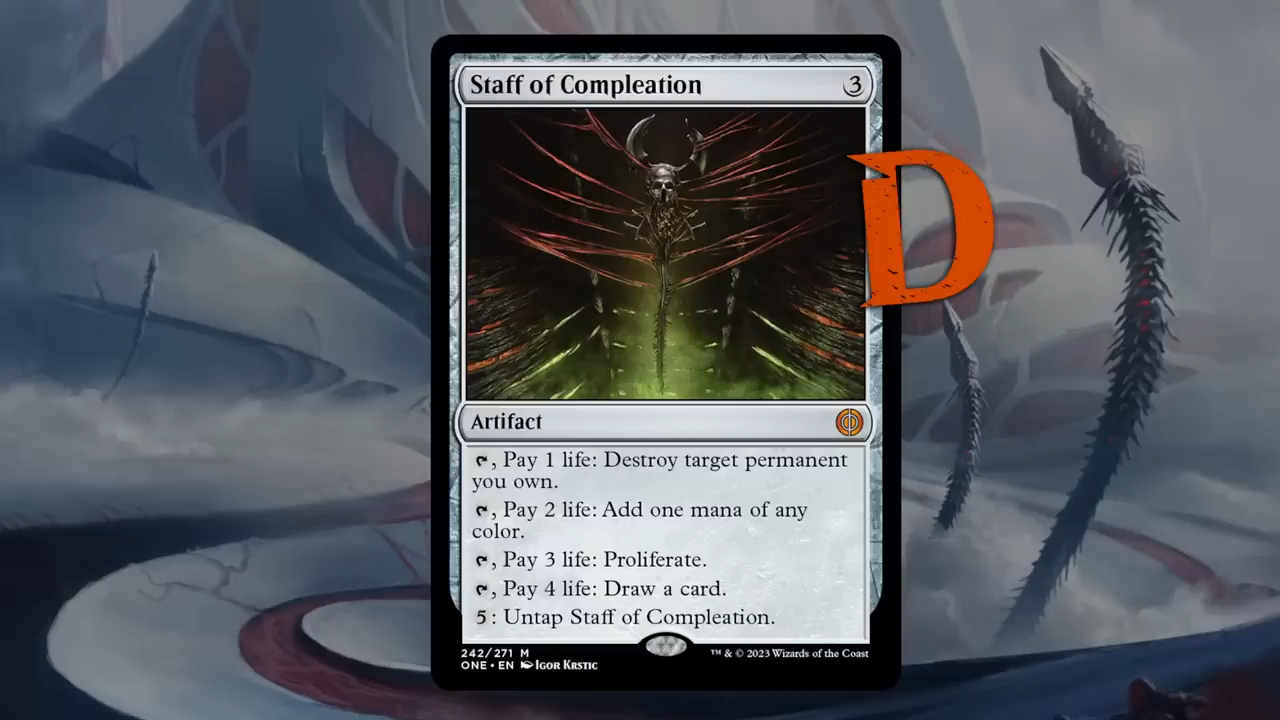 Staff of Compleation 3
D
Artifact
, Pay 1 life: Destroy target permanent
you own.
, Pay 2 life: Add one mana of any
color.
, Pay 3 life: Proliferate.
, Pay 4 life: Draw a card.
5: Untap Staff of Compleation.
242/271 M
ONE • EN Igor Krstic
™ & © 2023 Wizards of the Coast